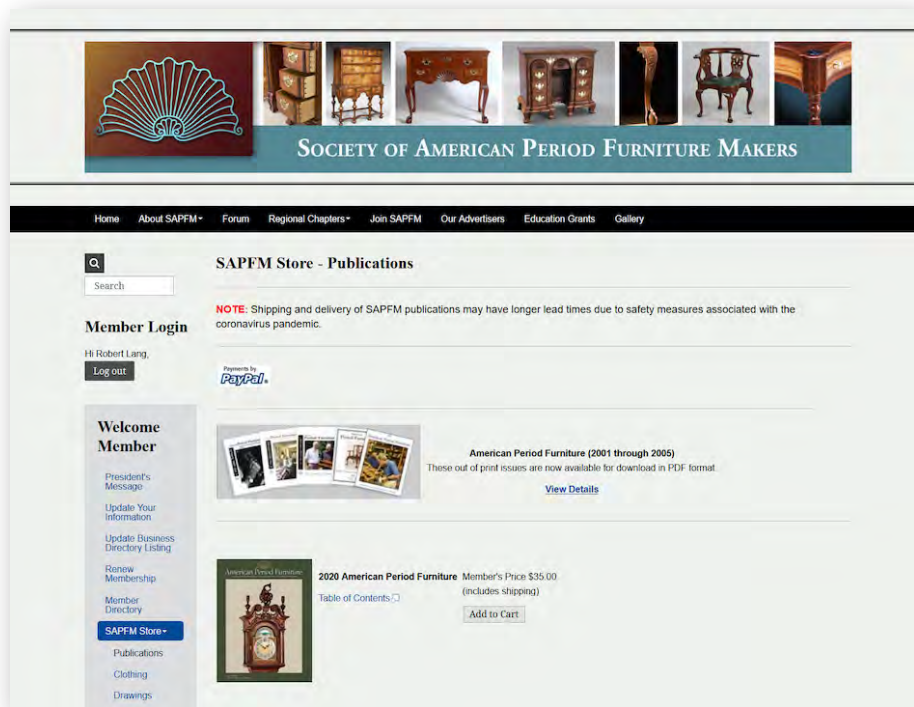 SOCIETY OF AMERICAN PERIOD FURNITURE MAKERS
Home About SAPFM Forum Regional Chapters Join SAPFM Our Advertisers Education Grants Gallery
Search
Member Login
Hi Robert Lang,
Log out
Welcome
Member
President's
Message
Update Your
Information
Update Business
Directory Listing
Renew
Membership
Member
Directory
SAPFM Store
Publications
Clothing
Drawings
SAPFM Store - Publications
NOTE: Shipping and delivery of SAPFM publications may have longer lead times due to safety measures associated with the
coronavirus pandemic.
Payments by
PayPal
American Period Furniture (2001 through 2005)
These out of print issues are now available for download in PDF format
View Details
American Period Furniture
2020 American Period Furniture
Table of Contents
Member's Price $35.00
(includes shipping)
Add to Cart